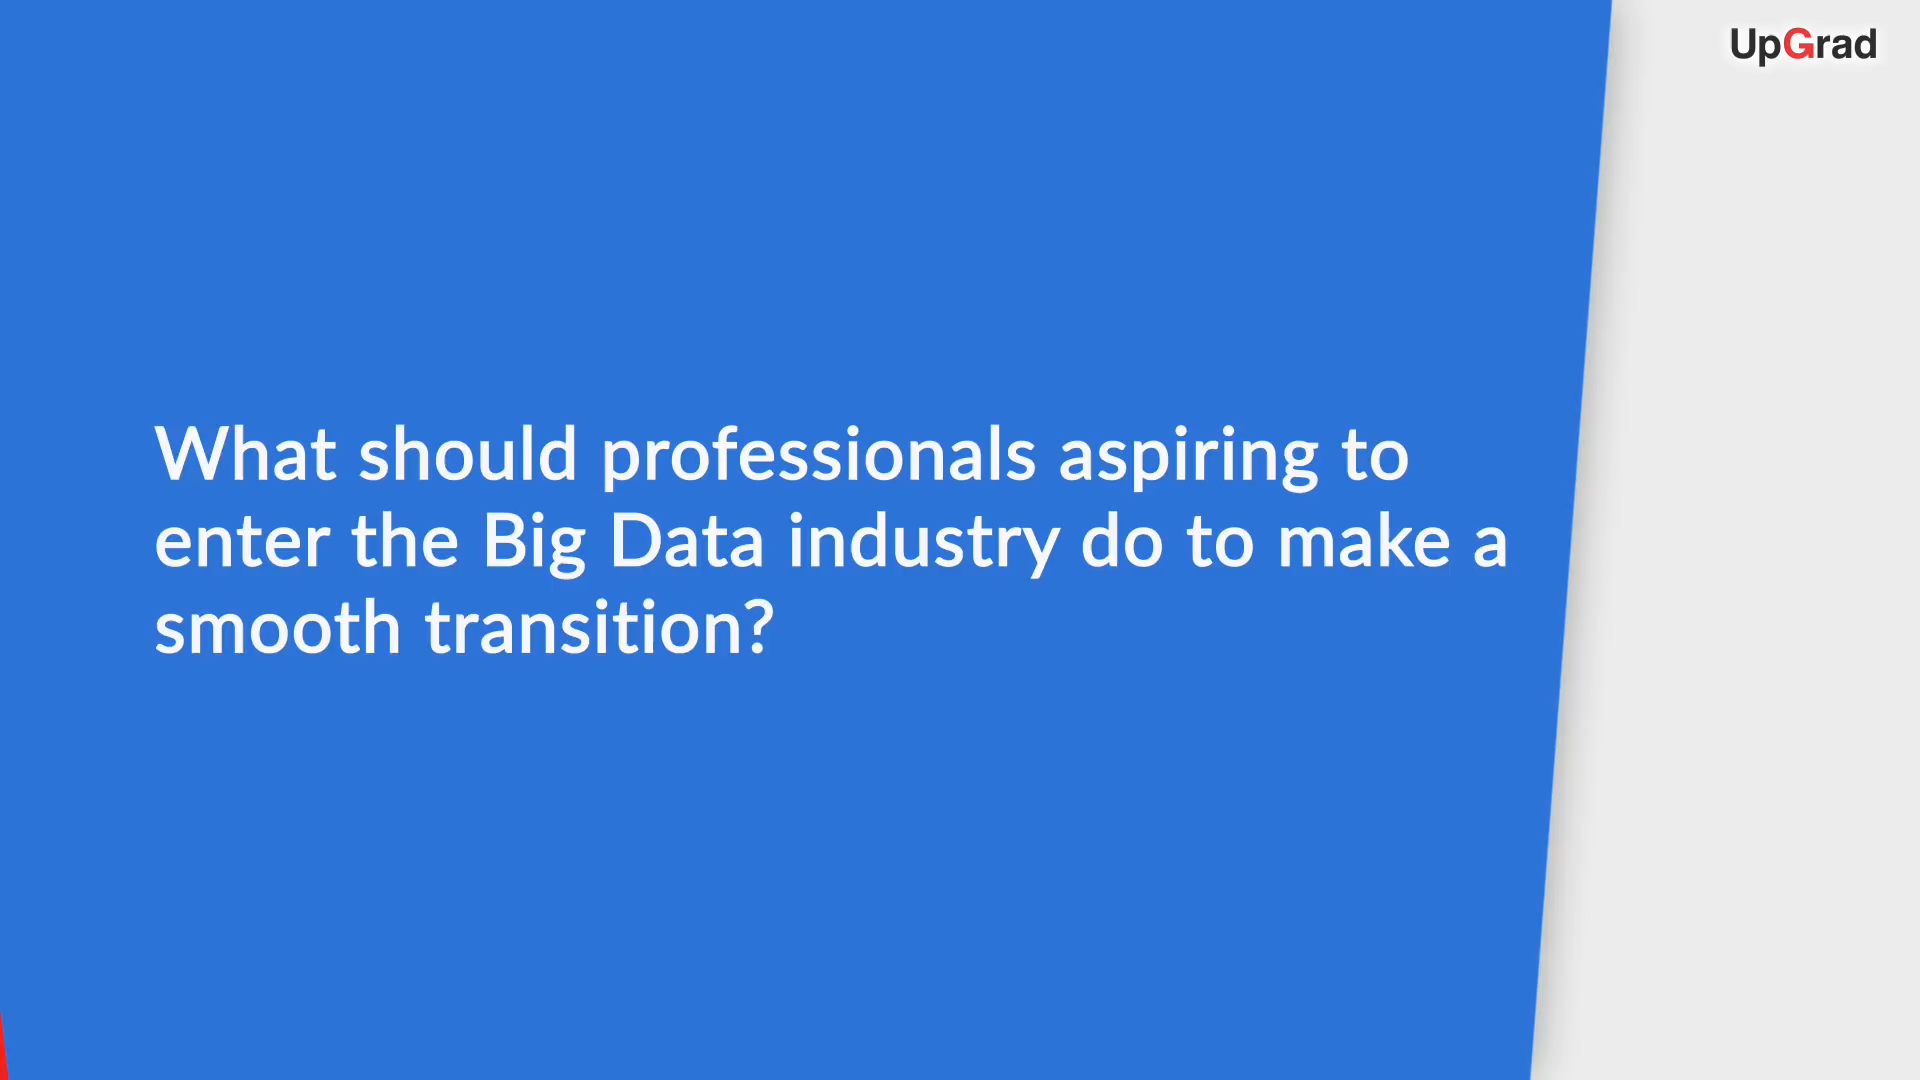 UpGrad
What should professionals aspiring to
enter the Big Data industry do to make a
smooth transition?